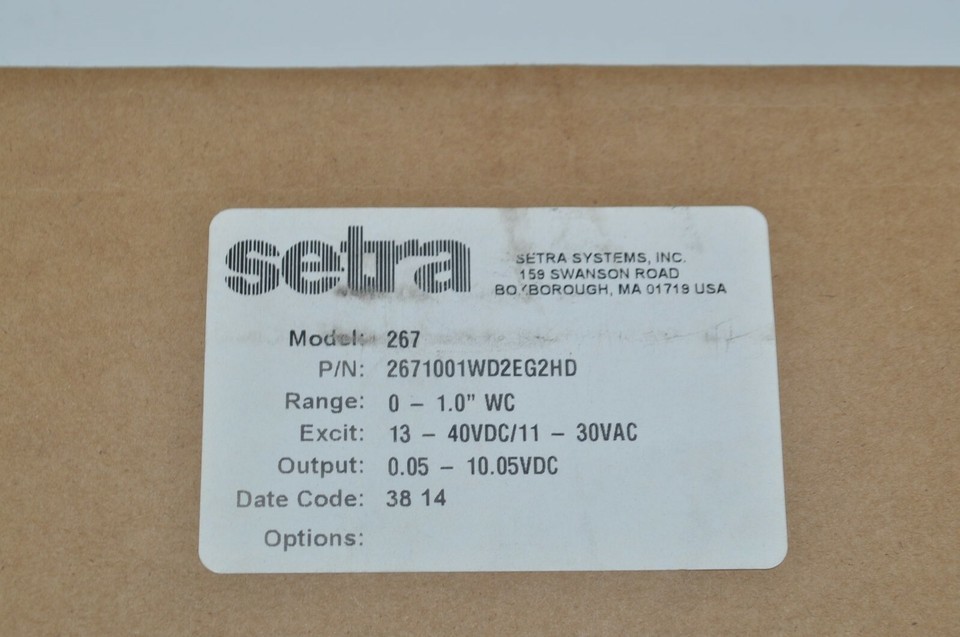 setra
SETRA SYSTEMS, INC.
159 SWANSON ROAD
BOXBOROUGH, MA 01719 USA
Model: 267
P/N: 2671001WD2EG2HD
Range: 0 - 1.0" WC
Excit: 13 - 40VDC/11 - 30VAC
Output: 0.05 - 10.05VDC
Date Code: 38 14
Options: